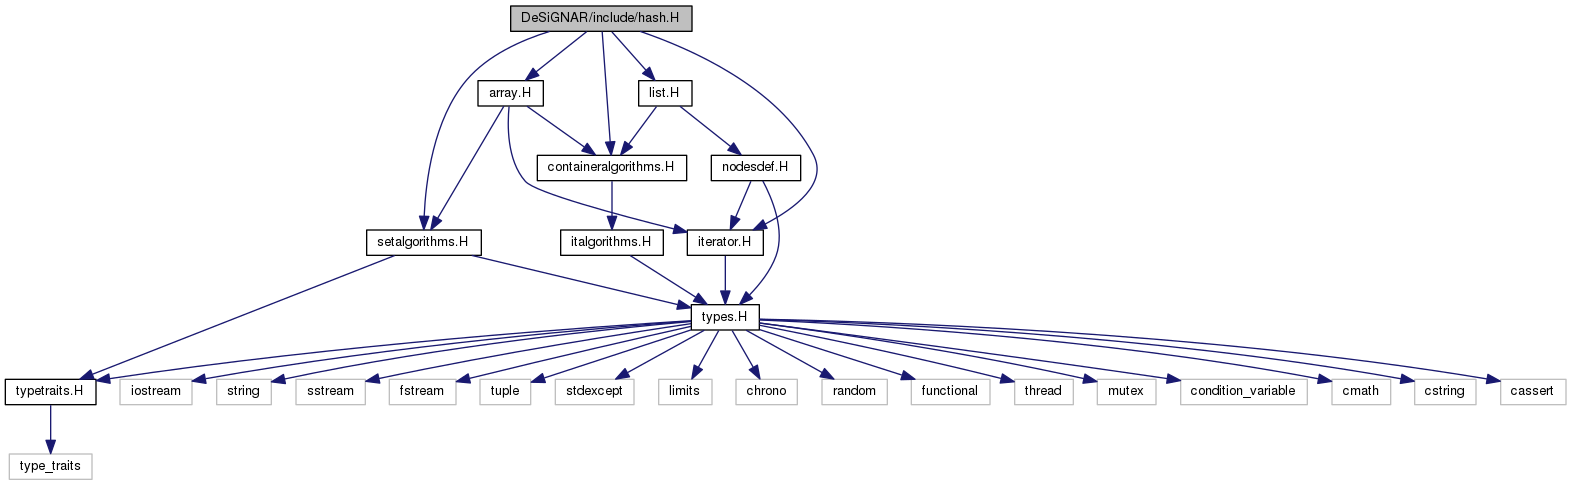 DeSiGNAR/include/hash.H
array.H
list.H
containeralgorithms.H
nodesdef.H
setalgorithms.H
italgorithms.H
iterator.H
types.H
typetraits.H
iostream
string
sstream
fstream
tuple
stdexcept
limits
chrono
random
functional
thread
mutex
condition_variable
cmath
cstring
cassert
type_traits